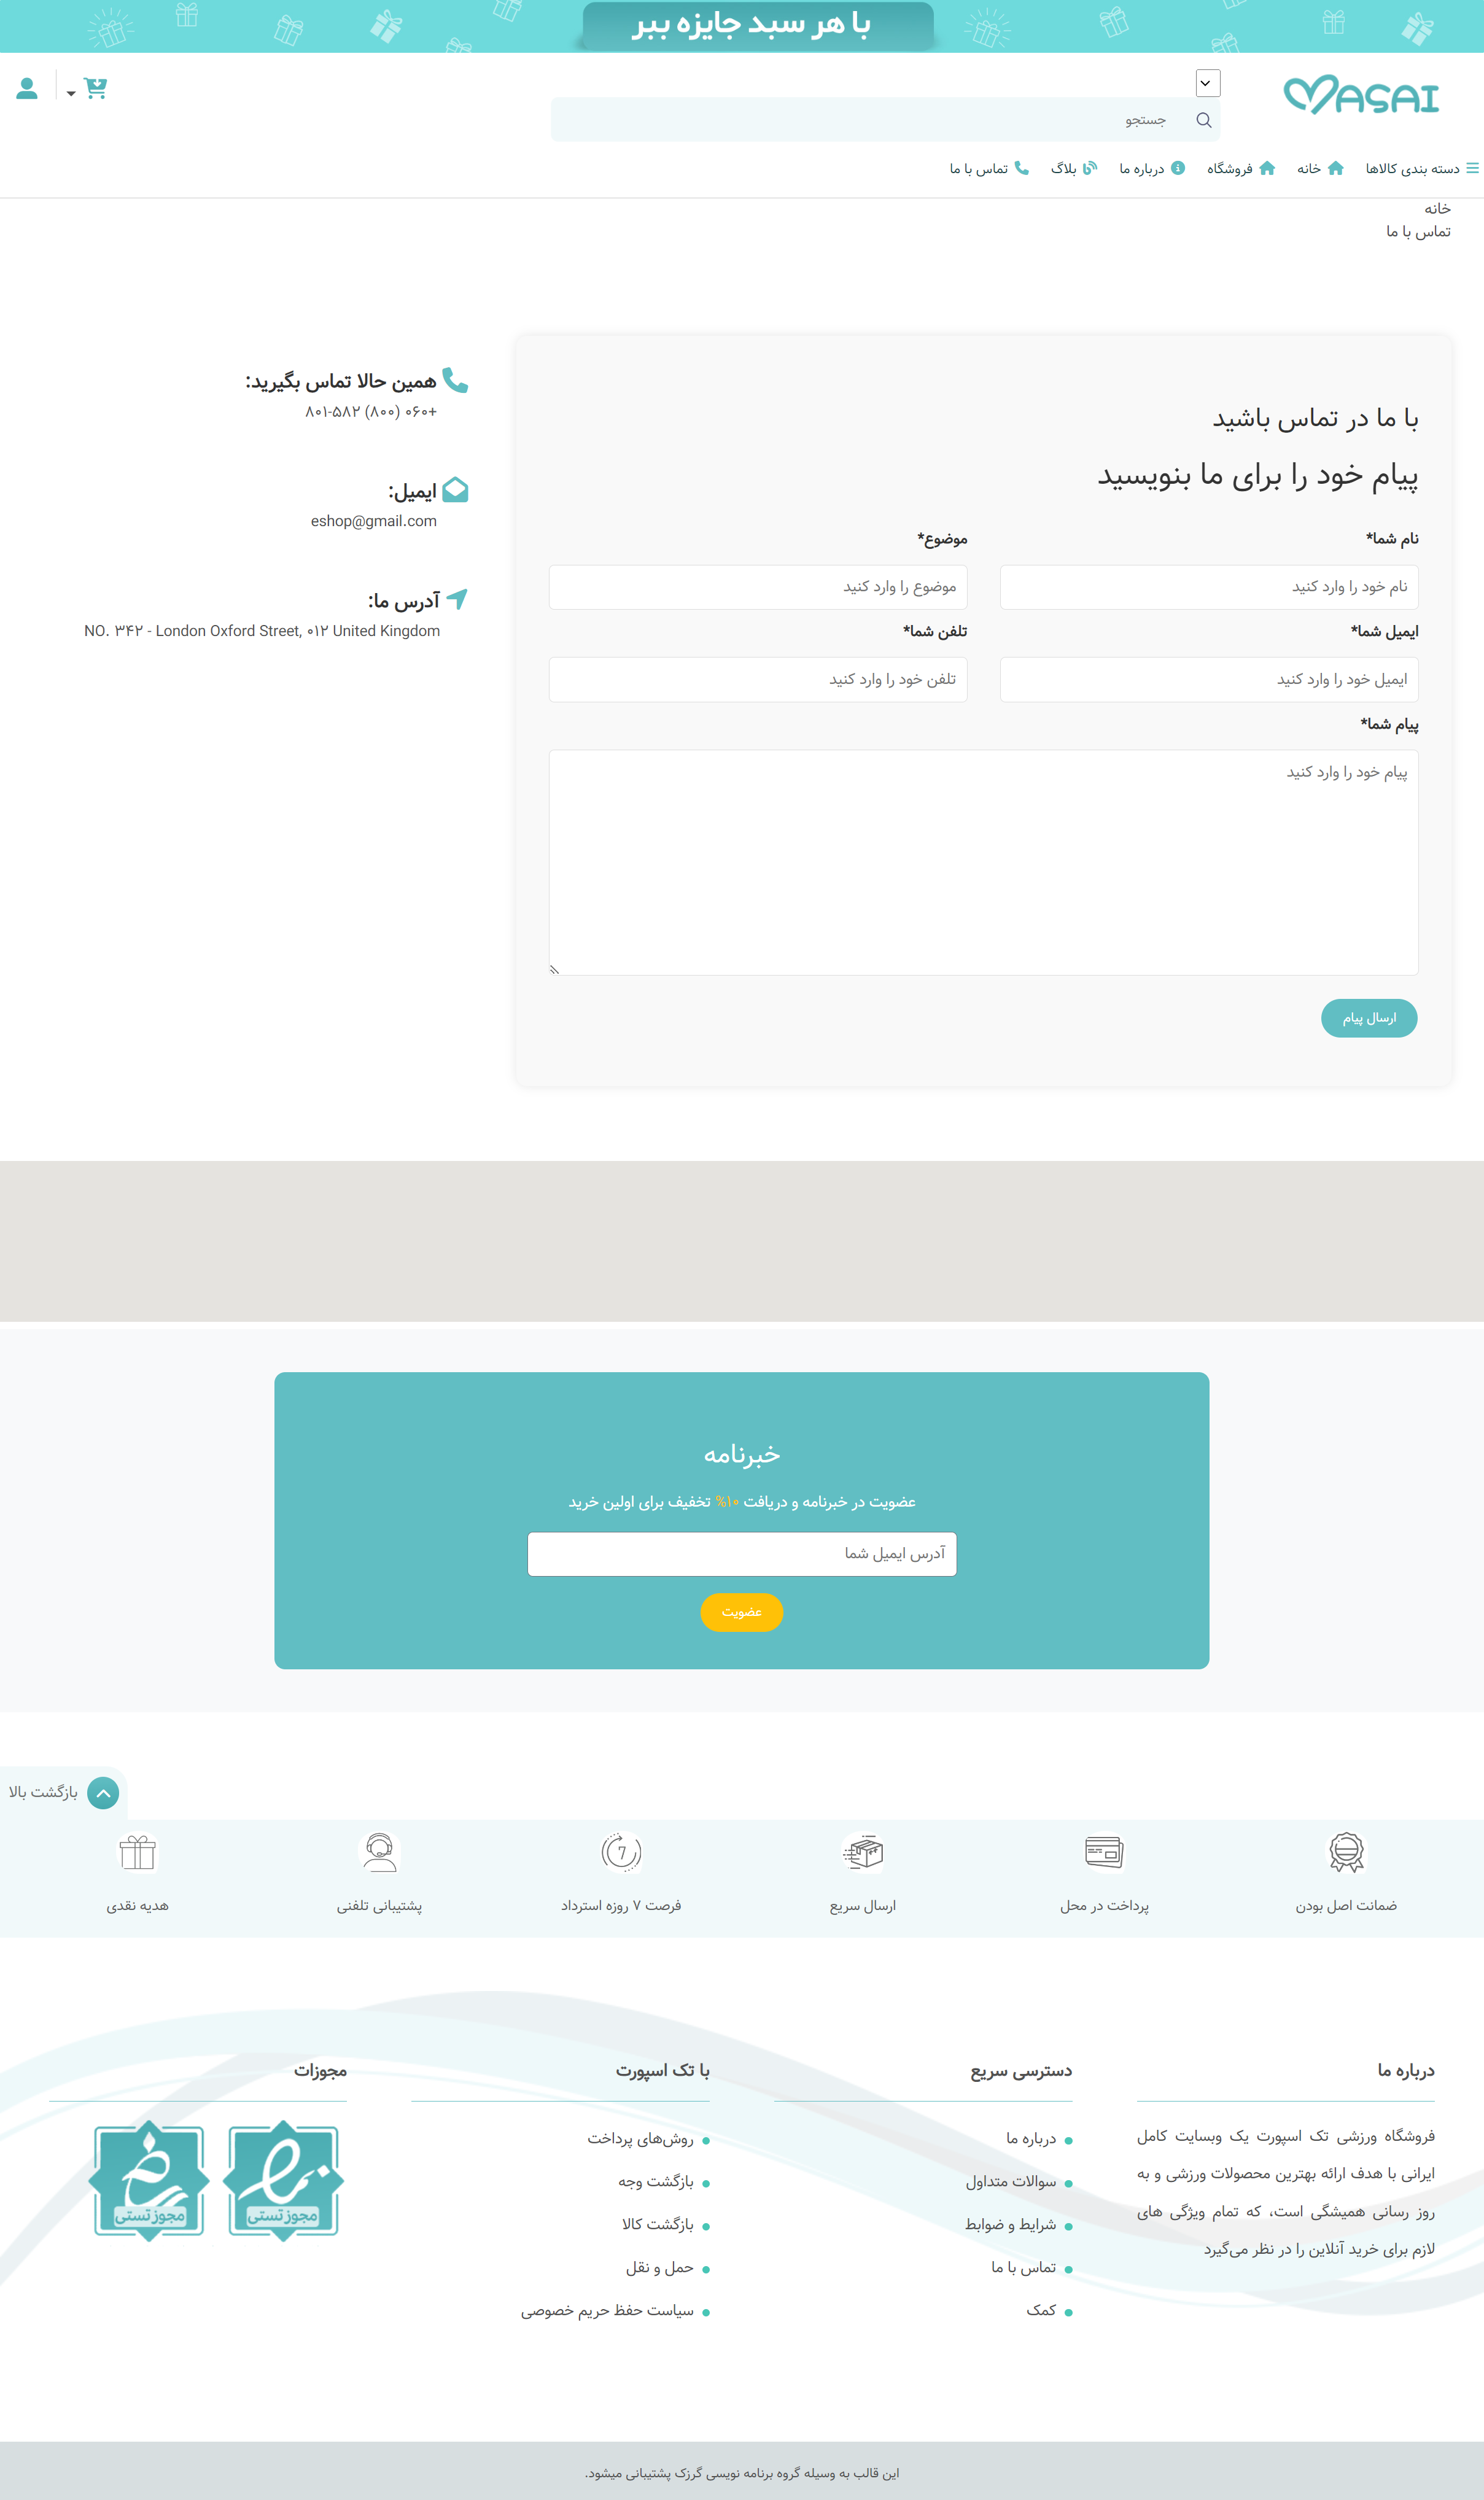 با هر سبد جایزه ببر
MASAI
جستجو
دسته بندی کالاها
خانه
فروشگاه
درباره ما
بلاگ
تماس با ما
خانه
تماس با ما
با ما در تماس باشید
پیام خود را برای ما بنویسید
نام شما*
موضوع*
نام خود را وارد کنید
موضوع را وارد کنید
ایمیل شما*
تلفن شما*
ایمیل خود را وارد کنید
تلفن خود را وارد کنید
پیام شما*
پیام خود را وارد کنید
ارسال پیام
همین حالا تماس بگیرید:
+۰۶۰ (۸۰۰) ۸۰۱-۵۸۲
ایمیل:
eshop@gmail.com
آدرس ما:
NO. ۳۴۲ - London Oxford Street, ۰۱۲ United Kingdom
خبرنامه
عضویت در خبرنامه و دریافت ۱۰% تخفیف برای اولین خرید
آدرس ایمیل شما
عضویت
بازگشت بالا
ضمانت اصل بودن
پرداخت در محل
ارسال سریع
7
فرصت ۷ روزه استرداد
پشتیبانی تلفنی
هدیه نقدی
درباره ما
فروشگاه ورزشی تک اسپورت یک وبسایت کامل
ایرانی با هدف ارائه بهترین محصولات ورزشی و به
روز رسانی همیشگی است، که تمام ویژگی های
لازم برای خرید آنلاین را در نظر می‌گیرد
دسترسی سریع
درباره ما
سوالات متداول
شرایط و ضوابط
تماس با ما
کمک
با تک اسپورت
روش‌های پرداخت
بازگشت وجه
بازگشت کالا
حمل و نقل
سیاست حفظ حریم خصوصی
مجوزات
مجوز تستی
مجوز تستی
این قالب به وسیله گروه برنامه نویسی گرزک پشتیبانی میشود.